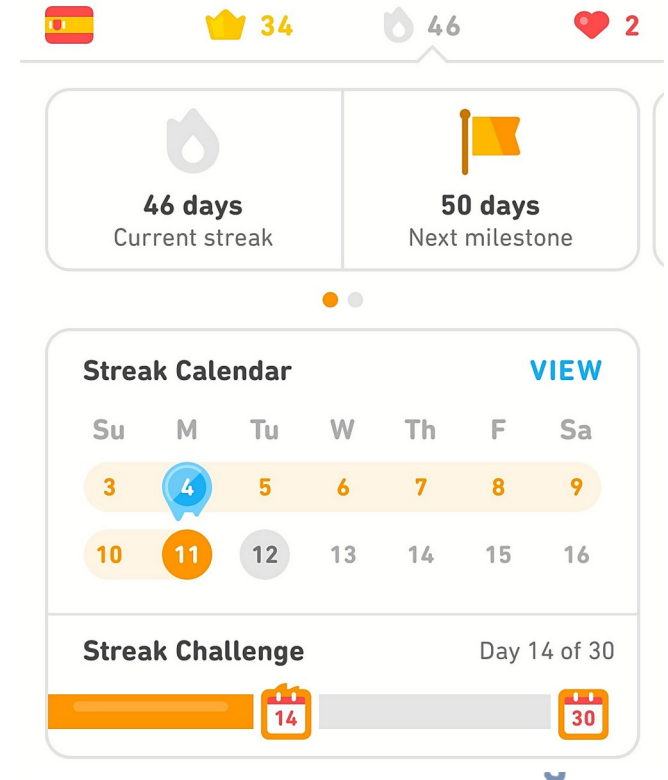 34 46 2
46 days 50 days
Current streak Next milestone
Streak Calendar VIEW
Su M Tu W Th F Sa
3 4 5 6 7 8 9
10 11 12 13 14 15 16
Streak Challenge Day 14 of 30
14 30